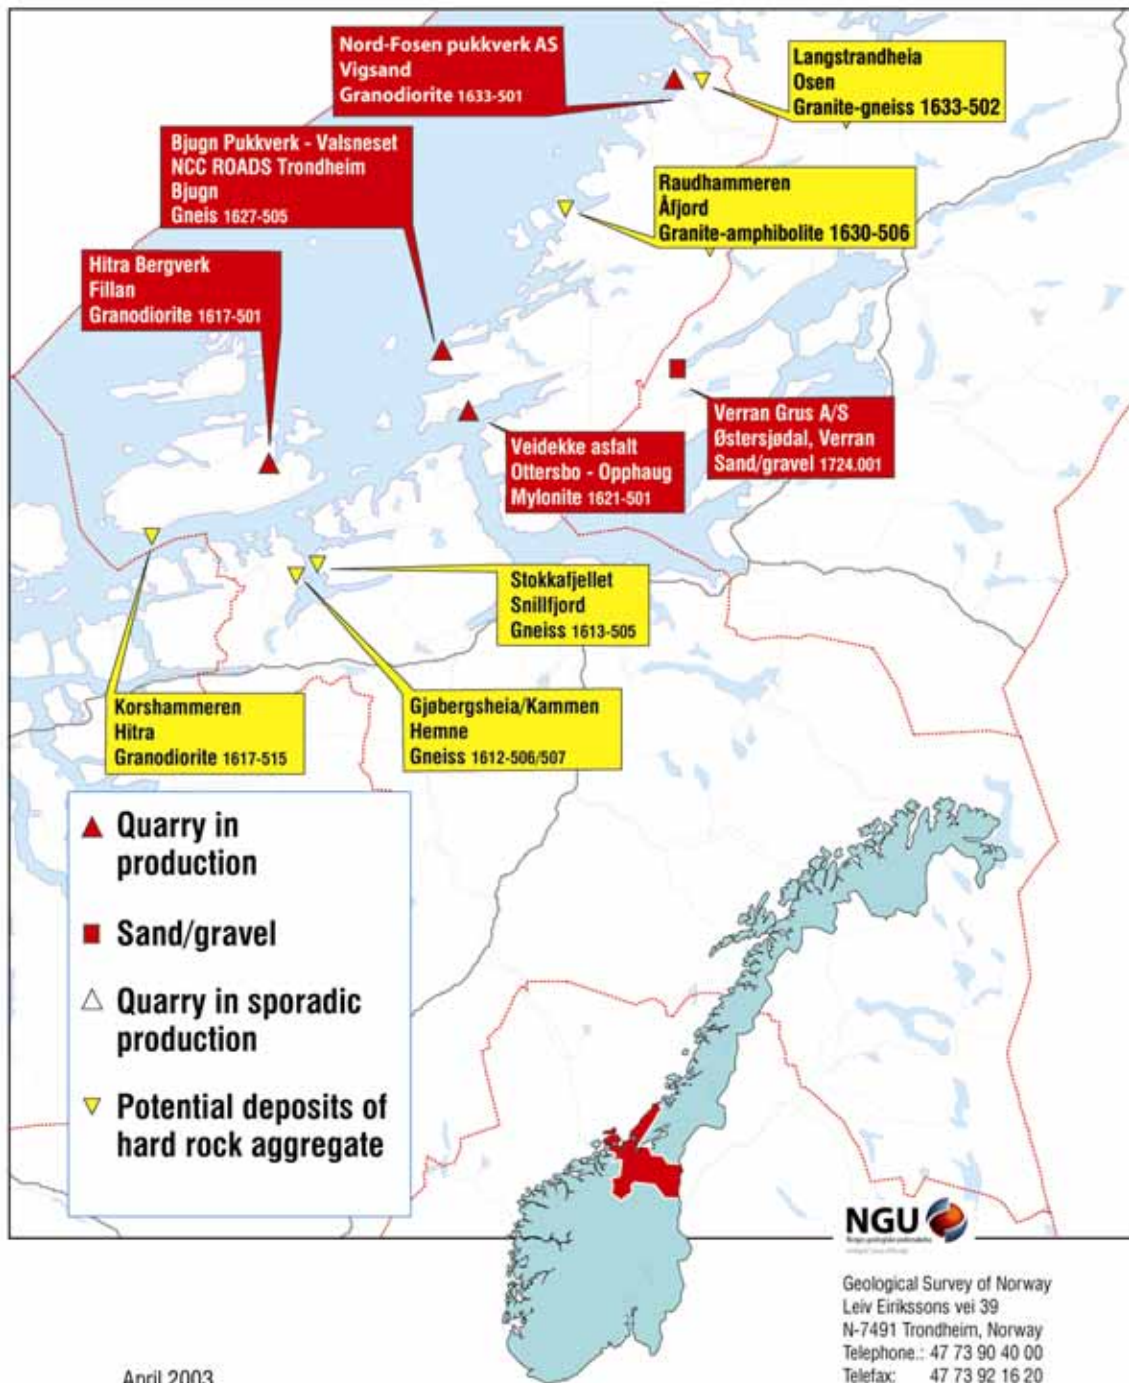 Nord-Fosen pukkverk AS
Vigsand
Granodiorite 1633-501
Langstrandheia
Osen
Granite-gneiss 1633-502
Bjugn Pukkverk - Valsneset
NCC ROADS Trondheim
Bjugn
Gneis 1627-505
Raudhammeren
Åfjord
Granite-amphibolite 1630-506
Hitra Bergverk
Fillan
Granodiorite 1617-501
Verran Grus A/S
Østersjødal, Verran
Sand/gravel 1724.001
Veidekke asfalt
Ottersbo - Opphaug
Mylonite 1621-501
Stokkafjellet
Snillfjord
Gneiss 1613-505
Korshammeren
Hitra
Granodiorite 1617-515
Gjøbergsheia/Kammen
Hemne
Gneiss 1612-506/507
Quarry in
production
Sand/gravel
Quarry in sporadic
production
Potential deposits of
hard rock aggregate
NGU
Geological Survey of Norway
Leiv Eirikssons vei 39
N-7491 Trondheim, Norway
Telephone.: 47 73 90 40 00
Telefax: 47 73 92 16 20
April 2003